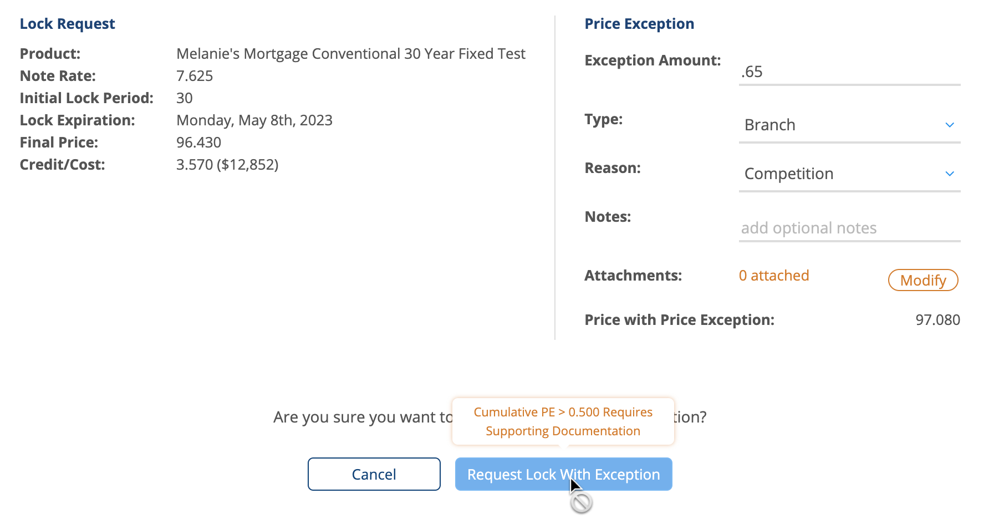 Lock Request
Product: Melanie's Mortgage Conventional 30 Year Fixed Test
Note Rate: 7.625
Initial Lock Period: 30
Lock Expiration: Monday, May 8th, 2023
Final Price: 96.430
Credit/Cost: 3.570 ($12,852)
Price Exception
Exception Amount: .65
Type: Branch
Reason: Competition
Notes: add optional notes
Attachments: 0 attached Modify
Price with Price Exception: 97.080
Are you sure you want to tion?
Cumulative PE > 0.500 Requires
Supporting Documentation
Cancel Request Lock With Exception